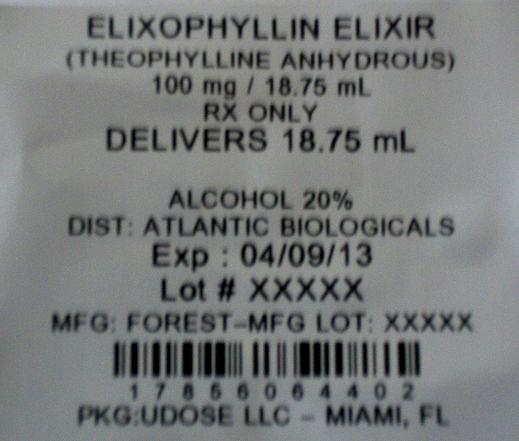 ELIXOPHYLLIN ELIXIR
(THEOPHYLLINE ANHYDROUS)
100 mg / 18.75 mL
RX ONLY
DELIVERS 18.75 mL
ALCOHOL 20%
DIST: ATLANTIC BIOLOGICALS
Exp : 04/09/13
Lot # XXXXX
MFG: FOREST-MFG LOT: XXXXX
1 7 8 5 6 0 6 4 4 0 2
PKG:UDOSE LLC - MIAMI, FL